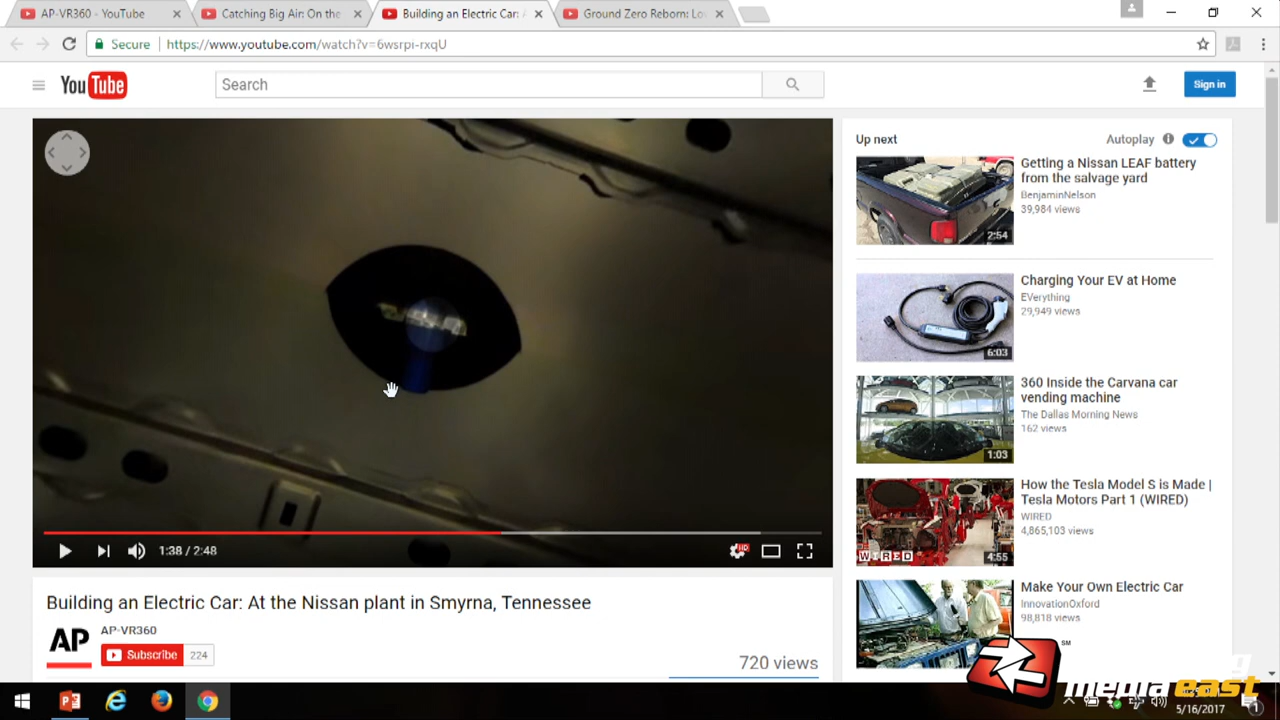 AP-VR360 - YouTube
Catching Big Air: On the
Building an Electric Car: A
Ground Zero Reborn: Lo
Secure
https://www.youtube.com/watch?v=6wsrpi-rxqU
YouTube
Search
Sign in
1:38 / 2:48
HD
Building an Electric Car: At the Nissan plant in Smyrna, Tennessee
AP
AP-VR360
Subscribe 224
720 views
Up next
Autoplay
Getting a Nissan LEAF battery
from the salvage yard
BenjaminNelson
39,984 views
2:54
Charging Your EV at Home
EVerything
29,949 views
6:03
360 Inside the Carvana car
vending machine
The Dallas Morning News
162 views
1:03
How the Tesla Model S is Made |
Tesla Motors Part 1 (WIRED)
WIRED
4,865,103 views
WIRED
4:55
Make Your Own Electric Car
InnovationOxford
98,818 views
SM
media east
5/16/2017